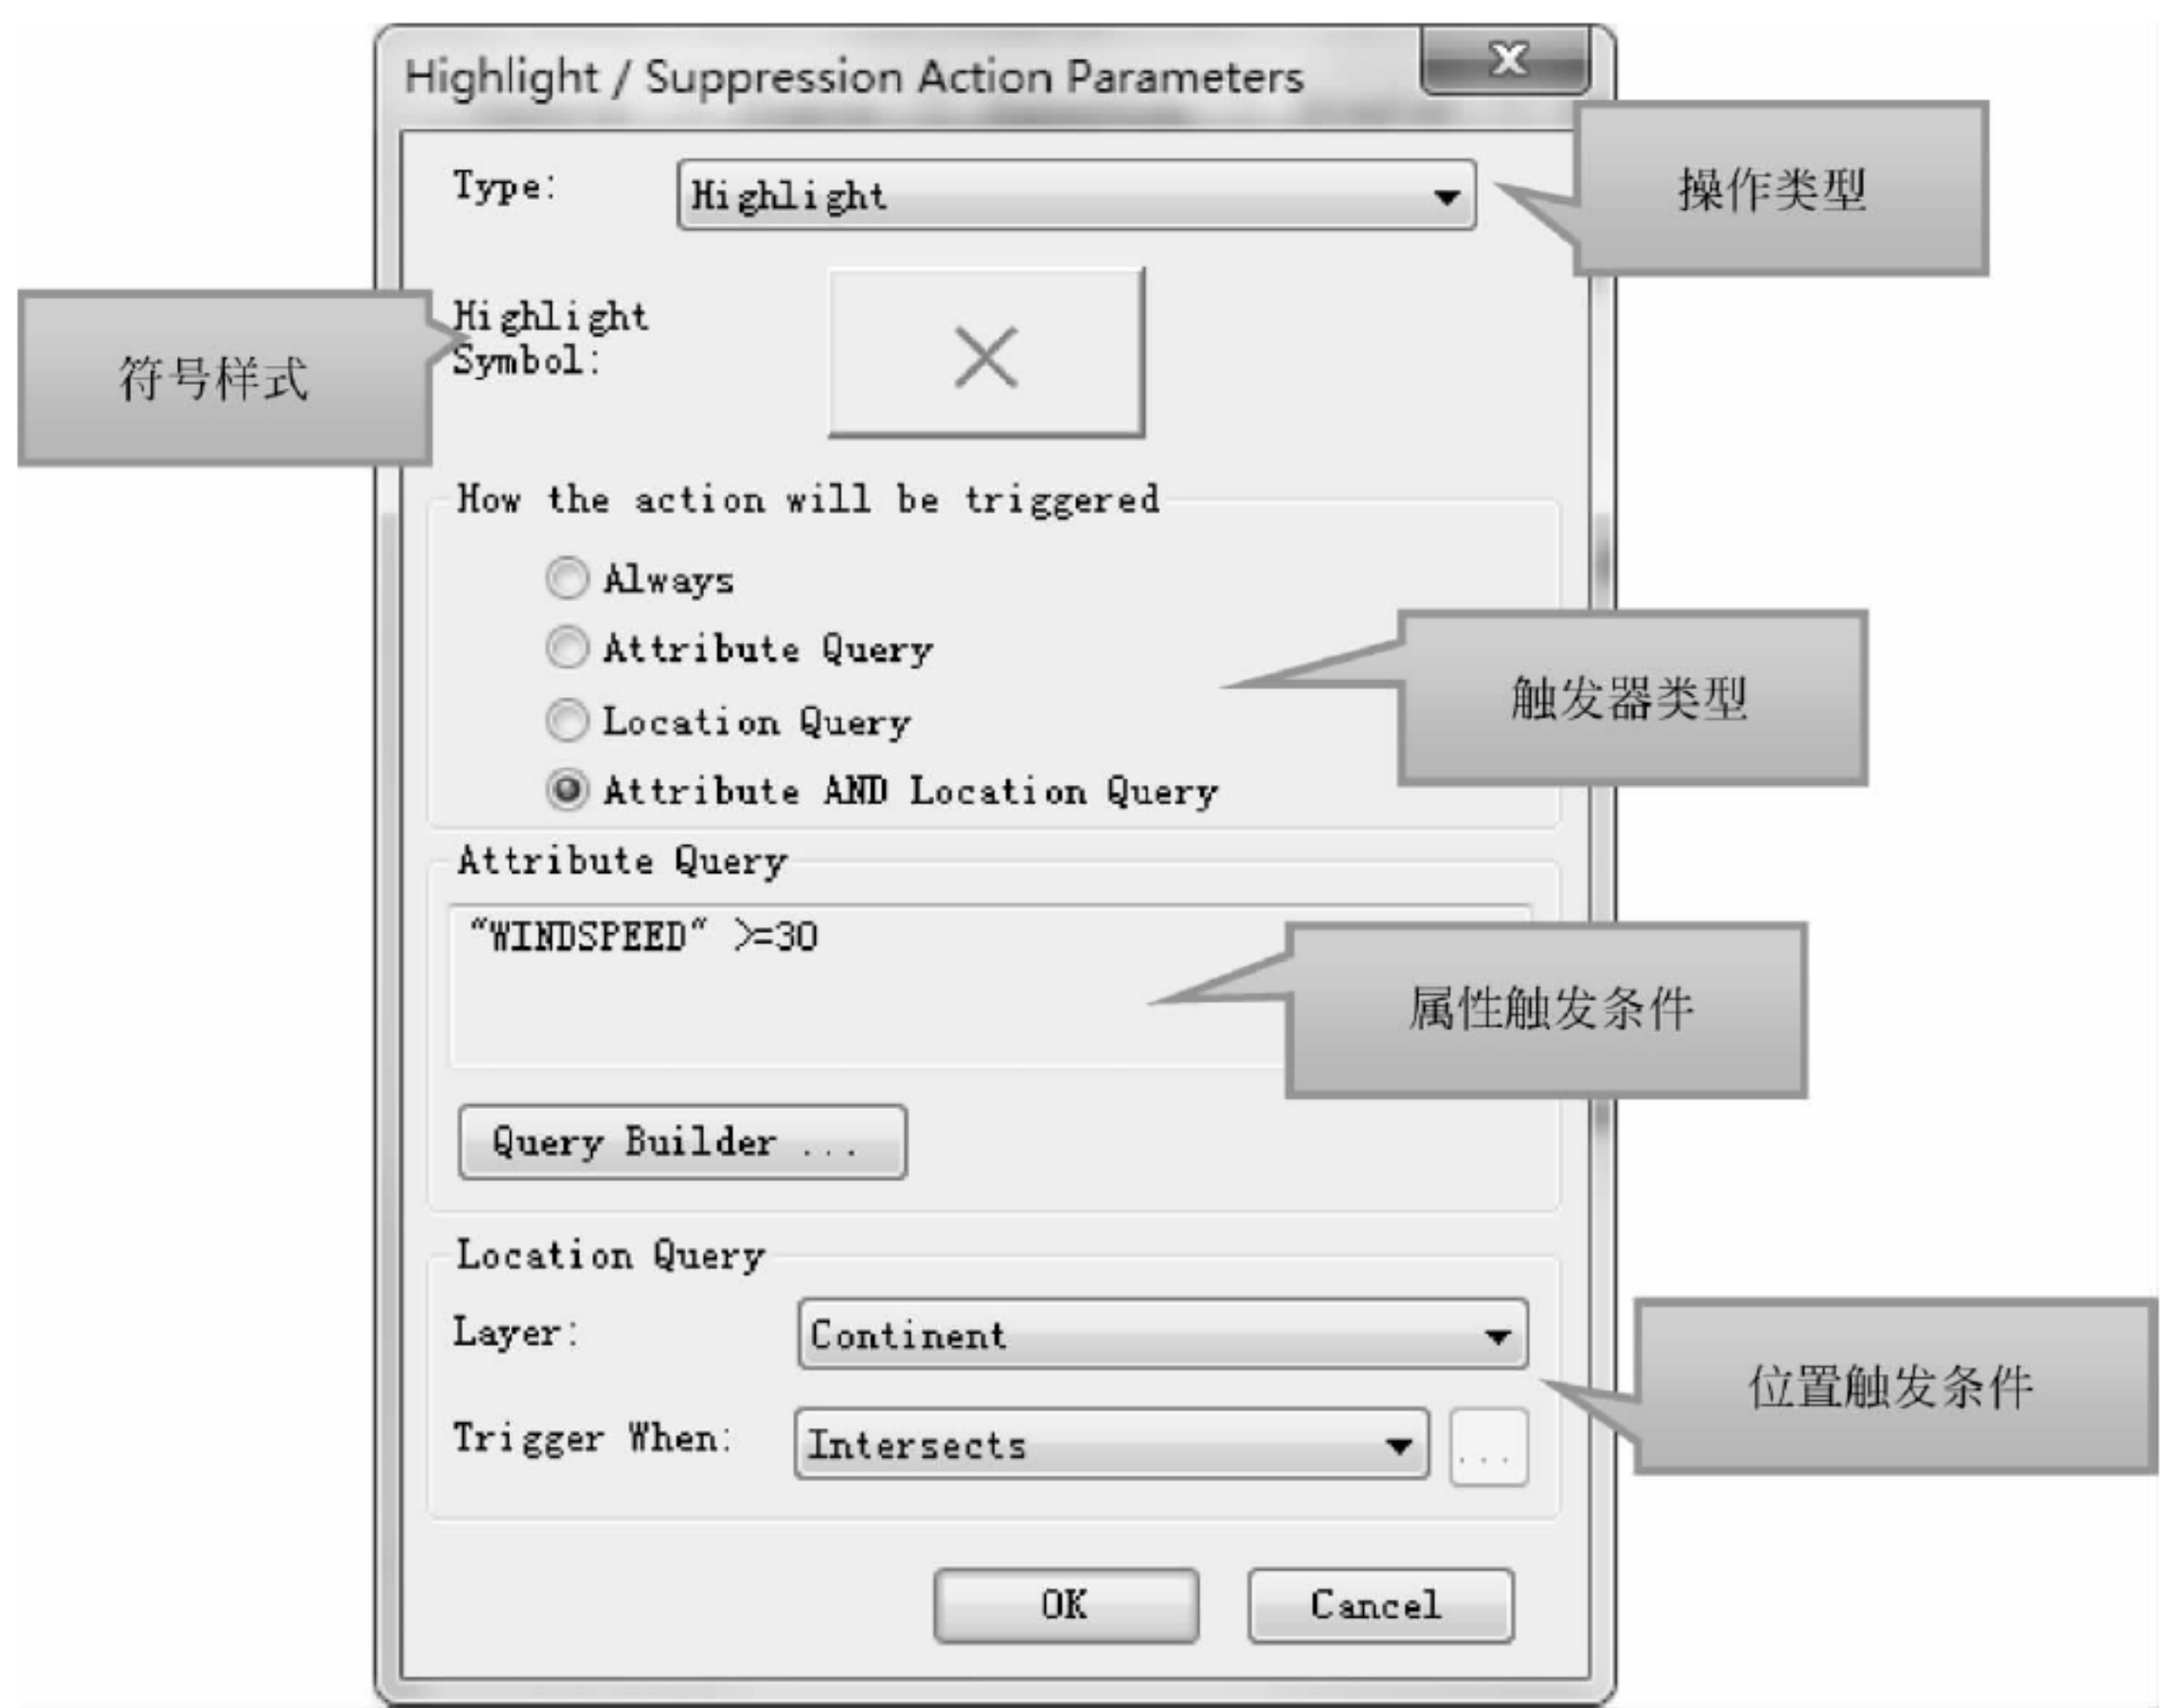 Highlight / Suppression Action Parameters
操作类型
Type:
Highlight
符号样式
Highlight
Symbol:
How the action will be triggered
Always
Attribute Query
触发器类型
Location Query
Attribute AND Location Query
Attribute Query
"WINDSPEED" >=30
属性触发条件
Query Builder ...
Location Query
Layer:
Continent
位置触发条件
Trigger When:
Intersects
...
OK
Cancel